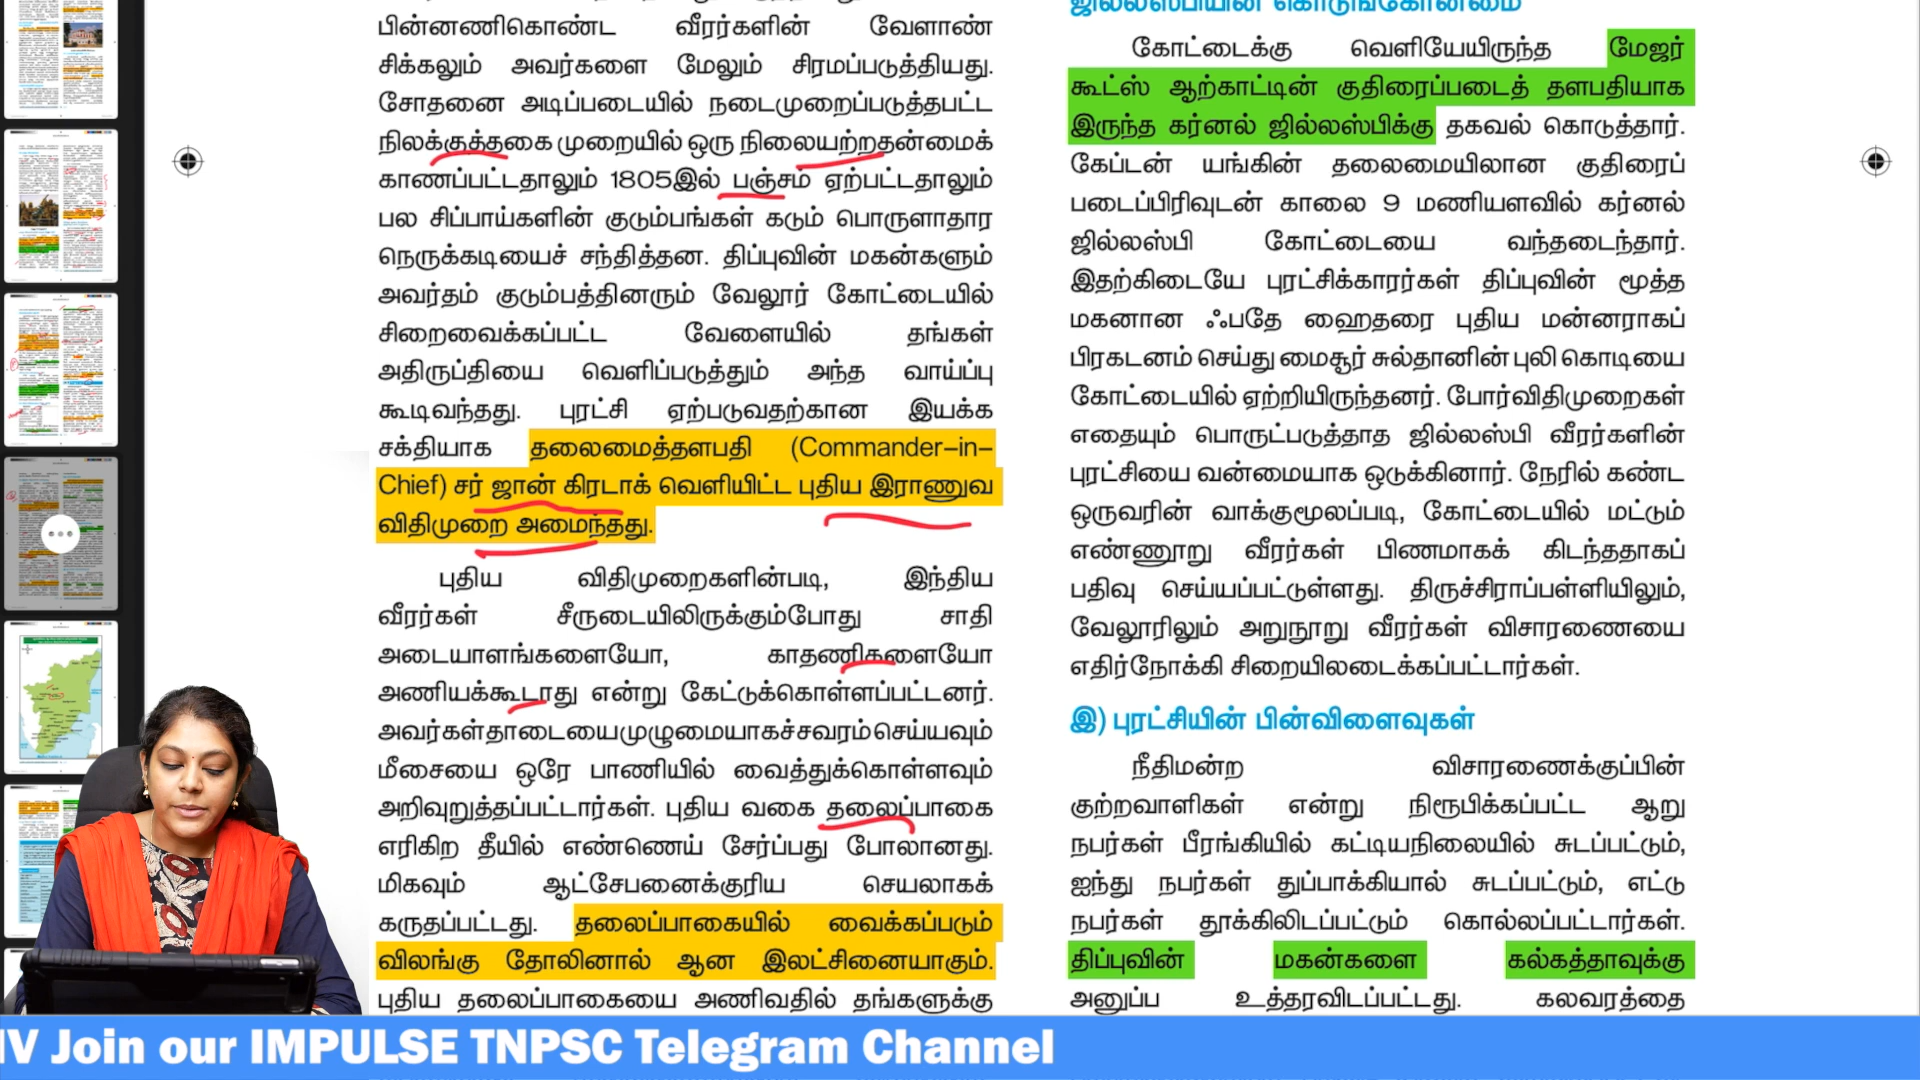 பின்னணிகொண்ட வீரர்களின் வேளாண்
சிக்கலும் அவர்களை மேலும் சிரமப்படுத்தியது.
சோதனை அடிப்படையில் நடைமுறைப்படுத்தபட்ட
நிலக்குத்தகை முறையில் ஒரு நிலையற்றதன்மைக்
காணப்பட்டதாலும் 1805இல் பஞ்சம் ஏற்பட்டதாலும்
பல சிப்பாய்களின் குடும்பங்கள் கடும் பொருளாதார
நெருக்கடியைச் சந்தித்தன. திப்புவின் மகன்களும்
அவர்தம் குடும்பத்தினரும் வேலூர் கோட்டையில்
சிறைவைக்கப்பட்ட வேளையில் தங்கள்
அதிருப்தியை வெளிப்படுத்தும் அந்த வாய்ப்பு
கூடிவந்தது. புரட்சி ஏற்படுவதற்கான இயக்க
சக்தியாக தலைமைத்தளபதி (Commander–in–
Chief) சர் ஜான் கிரடாக் வெளியிட்ட புதிய இராணுவ
விதிமுறை அமைந்தது.
புதிய விதிமுறைகளின்படி, இந்திய
வீரர்கள் சீருடையிலிருக்கும்போது சாதி
அடையாளங்களையோ, காதணிகளையோ
அணியக்கூடாது என்று கேட்டுக்கொள்ளப்பட்டனர்.
அவர்கள்தாடையைமுழுமையாகச்சவரம்செய்யவும்
மீசையை ஒரே பாணியில் வைத்துக்கொள்ளவும்
அறிவுறுத்தப்பட்டார்கள். புதிய வகை தலைப்பாகை
எரிகிற தீயில் எண்ணெய் சேர்ப்பது போலானது.
மிகவும் ஆட்சேபனைக்குரிய செயலாகக்
கருதப்பட்டது. தலைப்பாகையில் வைக்கப்படும்
விலங்கு தோலினால் ஆன இலட்சினையாகும்.
புதிய தலைப்பாகையை அணிவதில் தங்களுக்கு
ஜில்லஸ்பியின் கொடுங்கோன்மை
கோட்டைக்கு வெளியேயிருந்த மேஜர்
கூட்ஸ் ஆற்காட்டின் குதிரைப்படைத் தளபதியாக
இருந்த கர்னல் ஜில்லஸ்பிக்கு தகவல் கொடுத்தார்.
கேப்டன் யங்கின் தலைமையிலான குதிரைப்
படைப்பிரிவுடன் காலை 9 மணியளவில் கர்னல்
ஜில்லஸ்பி கோட்டையை வந்தடைந்தார்.
இதற்கிடையே புரட்சிக்காரர்கள் திப்புவின் மூத்த
மகனான ஃபதே ஹைதரை புதிய மன்னராகப்
பிரகடனம் செய்து மைசூர் சுல்தானின் புலி கொடியை
கோட்டையில் ஏற்றியிருந்தனர். போர்விதிமுறைகள்
எதையும் பொருட்படுத்தாத ஜில்லஸ்பி வீரர்களின்
புரட்சியை வன்மையாக ஒடுக்கினார். நேரில் கண்ட
ஒருவரின் வாக்குமூலப்படி, கோட்டையில் மட்டும்
எண்ணூறு வீரர்கள் பிணமாகக் கிடந்ததாகப்
பதிவு செய்யப்பட்டுள்ளது. திருச்சிராப்பள்ளியிலும்,
வேலூரிலும் அறுநூறு வீரர்கள் விசாரணையை
எதிர்நோக்கி சிறையிலடைக்கப்பட்டார்கள்.
இ) புரட்சியின் பின்விளைவுகள்
நீதிமன்ற விசாரணைக்குப்பின்
குற்றவாளிகள் என்று நிரூபிக்கப்பட்ட ஆறு
நபர்கள் பீரங்கியில் கட்டியநிலையில் சுடப்பட்டும்,
ஐந்து நபர்கள் துப்பாக்கியால் சுடப்பட்டும், எட்டு
நபர்கள் தூக்கிலிடப்பட்டும் கொல்லப்பட்டார்கள்.
திப்புவின் மகன்களை கல்கத்தாவுக்கு
அனுப்ப உத்தரவிடப்பட்டது. கலவரத்தை
IV Join our IMPULSE TNPSC Telegram Channel